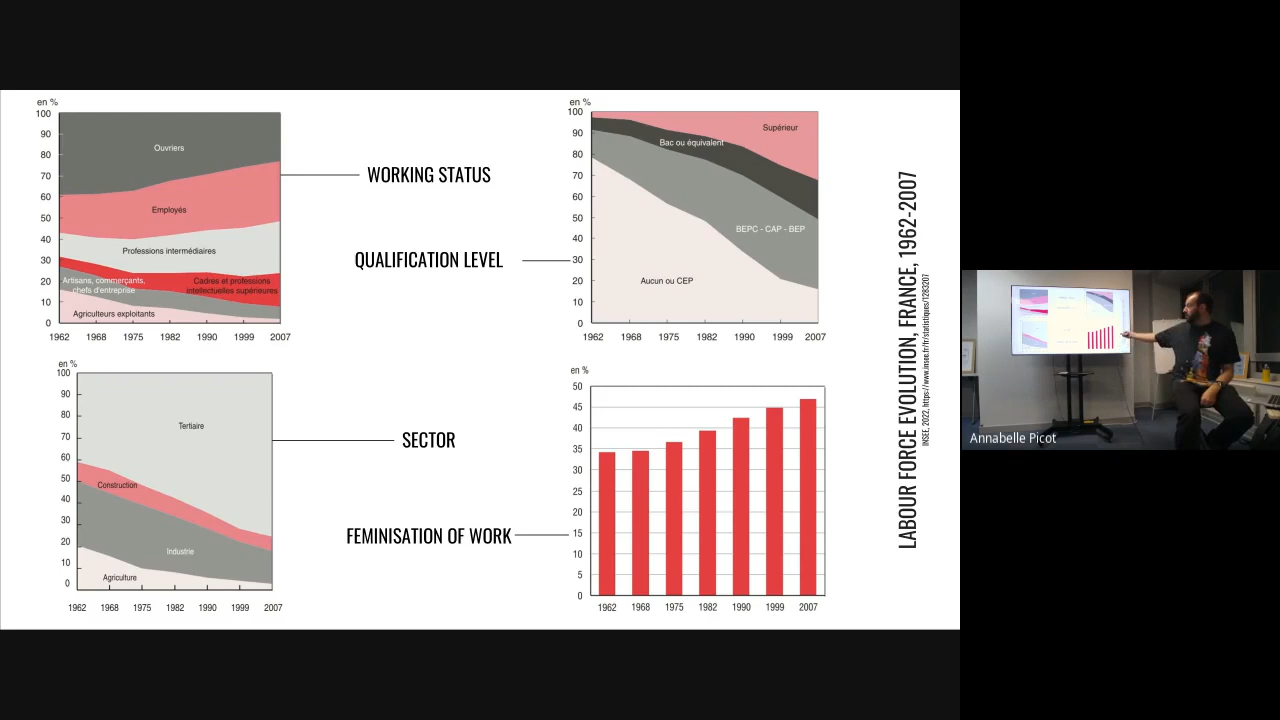 en %
100
90
80
70
60
50
40
30
20
10
0
Ouvriers
Employés
Professions intermédiaires
Artisans, commerçants,
chefs d'entreprise
Cadres et professions
intellectuelles supérieures
Agriculteurs exploitants
1962 1968 1975 1982 1990 1999 2007
WORKING STATUS
en %
100
90
80
70
60
50
40
30
20
10
0
Supérieur
Bac ou équivalent
BEPC - CAP - BEP
Aucun ou CEP
1962 1968 1975 1982 1990 1999 2007
QUALIFICATION LEVEL
en %
100
90
80
70
60
50
40
30
20
10
0
Tertiaire
Construction
Industrie
Agriculture
1962 1968 1975 1982 1990 1999 2007
SECTOR
en %
50
45
40
35
30
25
20
15
10
5
0
1962 1968 1975 1982 1990 1999 2007
FEMINISATION OF WORK
LABOUR FORCE EVOLUTION, FRANCE, 1962-2007
INSEE, 2022, https://www.insee.fr/fr/statistiques/1283207
Annabelle Picot